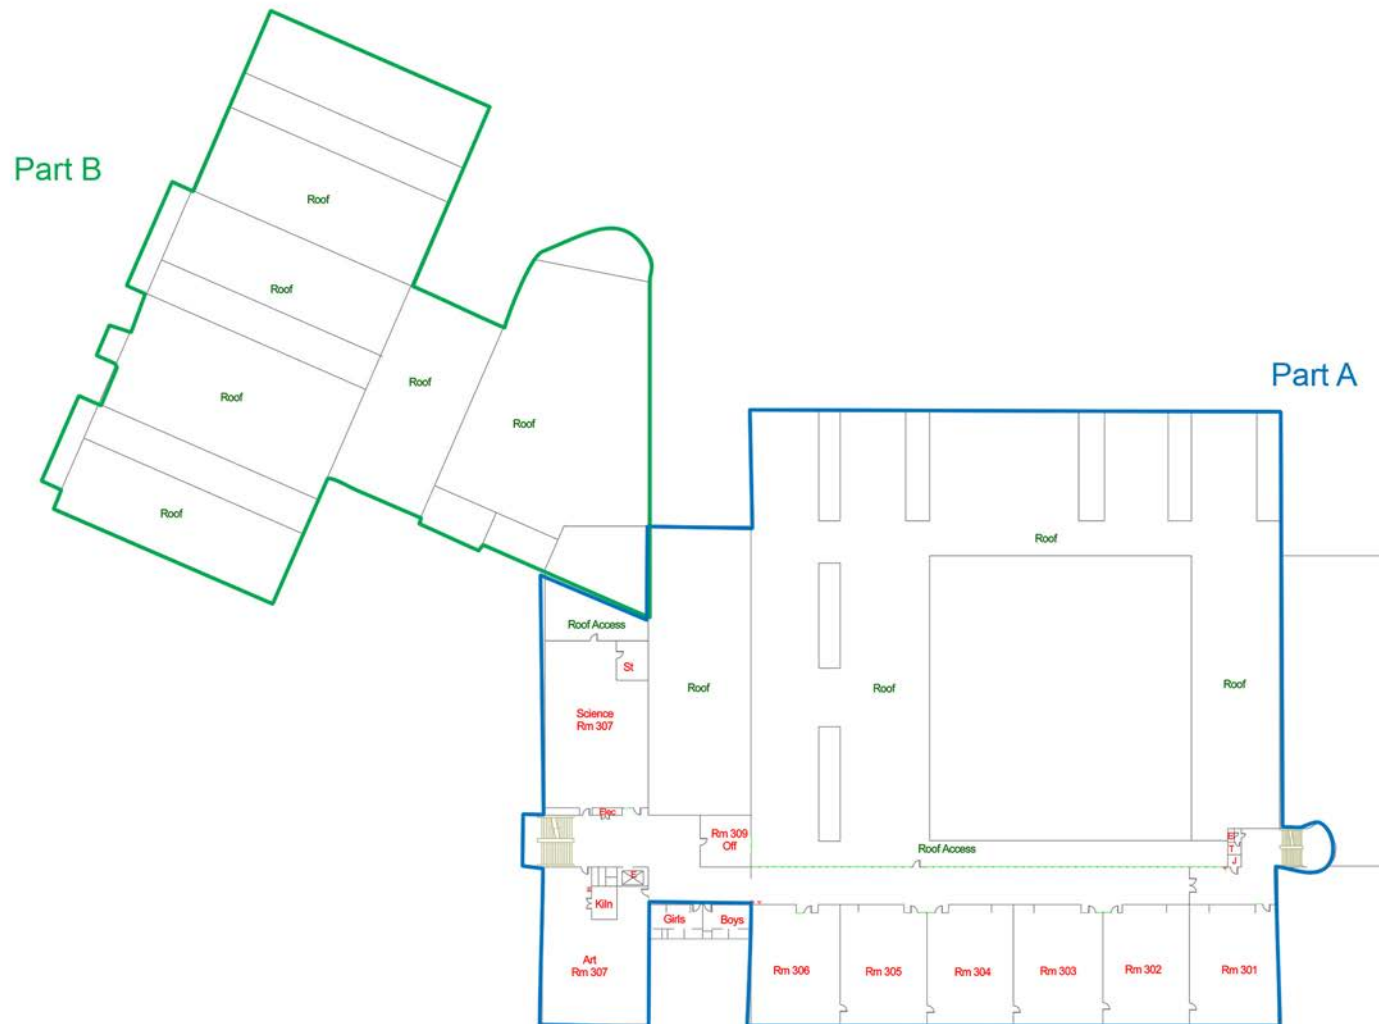 Part B
Roof
Roof
Part A
Roof
Roof
Roof
Roof
Roof
Roof Access
St
Roof
Roof
Roof
Science
Rm 307
Elec
Rm 309
Off
E
T
J
Roof Access
E
Kiln
Girls
Boys
Art
Rm 307
Rm 306
Rm 305
Rm 304
Rm 303
Rm 302
Rm 301